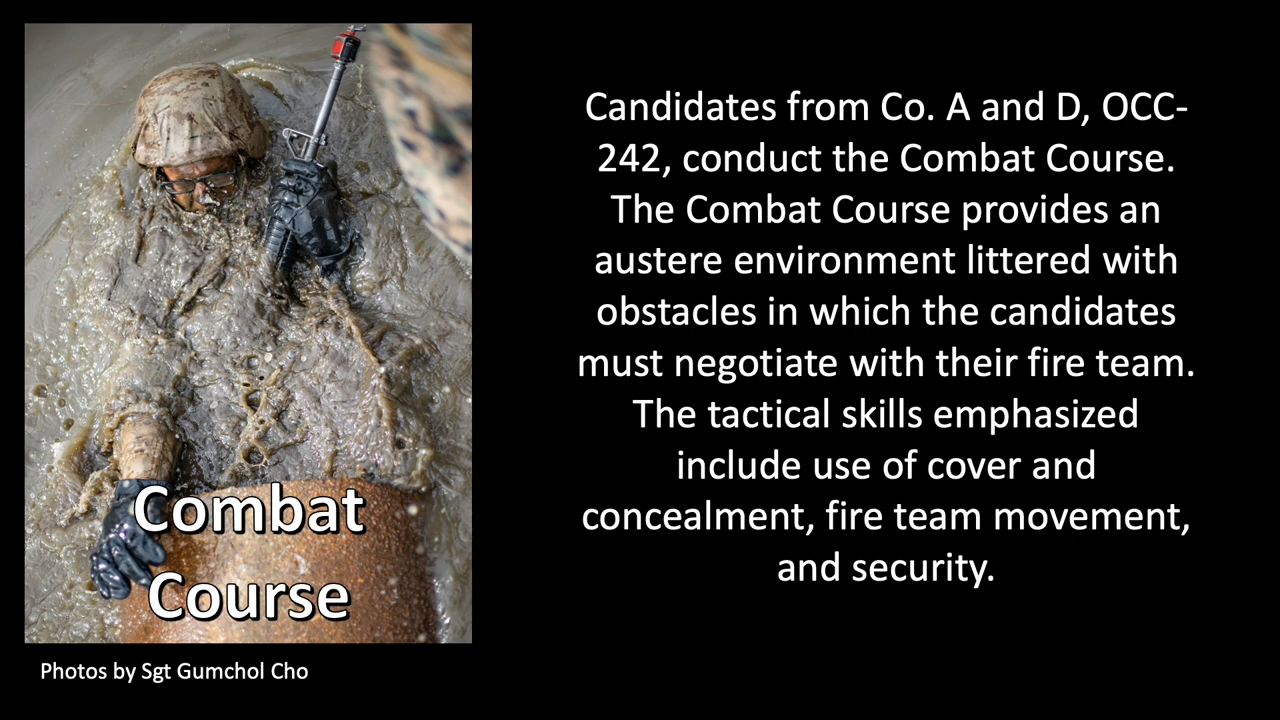 Combat
Course
Photos by Sgt Gumchol Cho
Candidates from Co. A and D, OCC-
242, conduct the Combat Course.
The Combat Course provides an
austere environment littered with
obstacles in which the candidates
must negotiate with their fire team.
The tactical skills emphasized
include use of cover and
concealment, fire team movement,
and security.